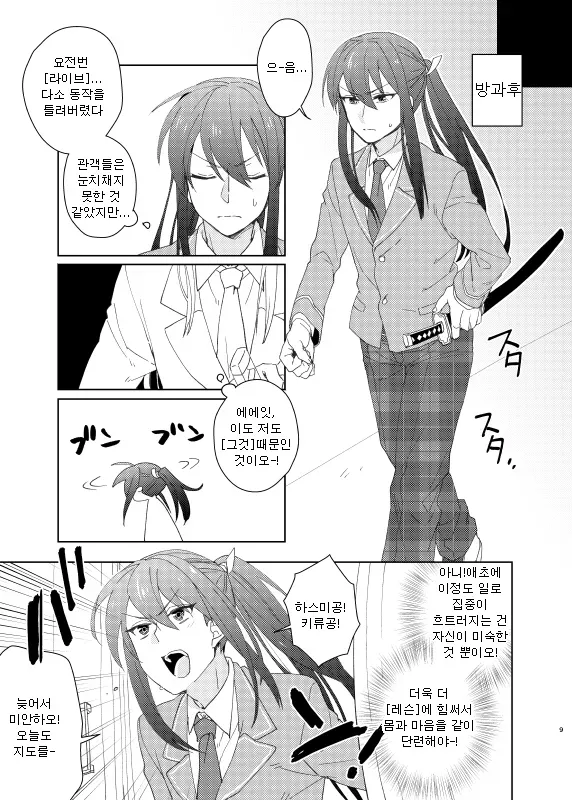 방과후
으-음...
요전번
[라이브]...
다소 동작을
틀려버렸다
관객들은
눈치채지
못한 것
같았지만...
スタ
スタ
에에잇,
이도 저도
[그것]때문인
것이오-!
ブン
ブン
아니!애초에
이정도 일로
집중이
흐트러지는 건
자신이 미숙한
것 뿐이오!
더욱 더
[레슨]에 힘써서
몸과 마음을 같이
단련해야-!
하스미공!
키류공!
늦어서
미안하오!
오늘도
지도를-
9